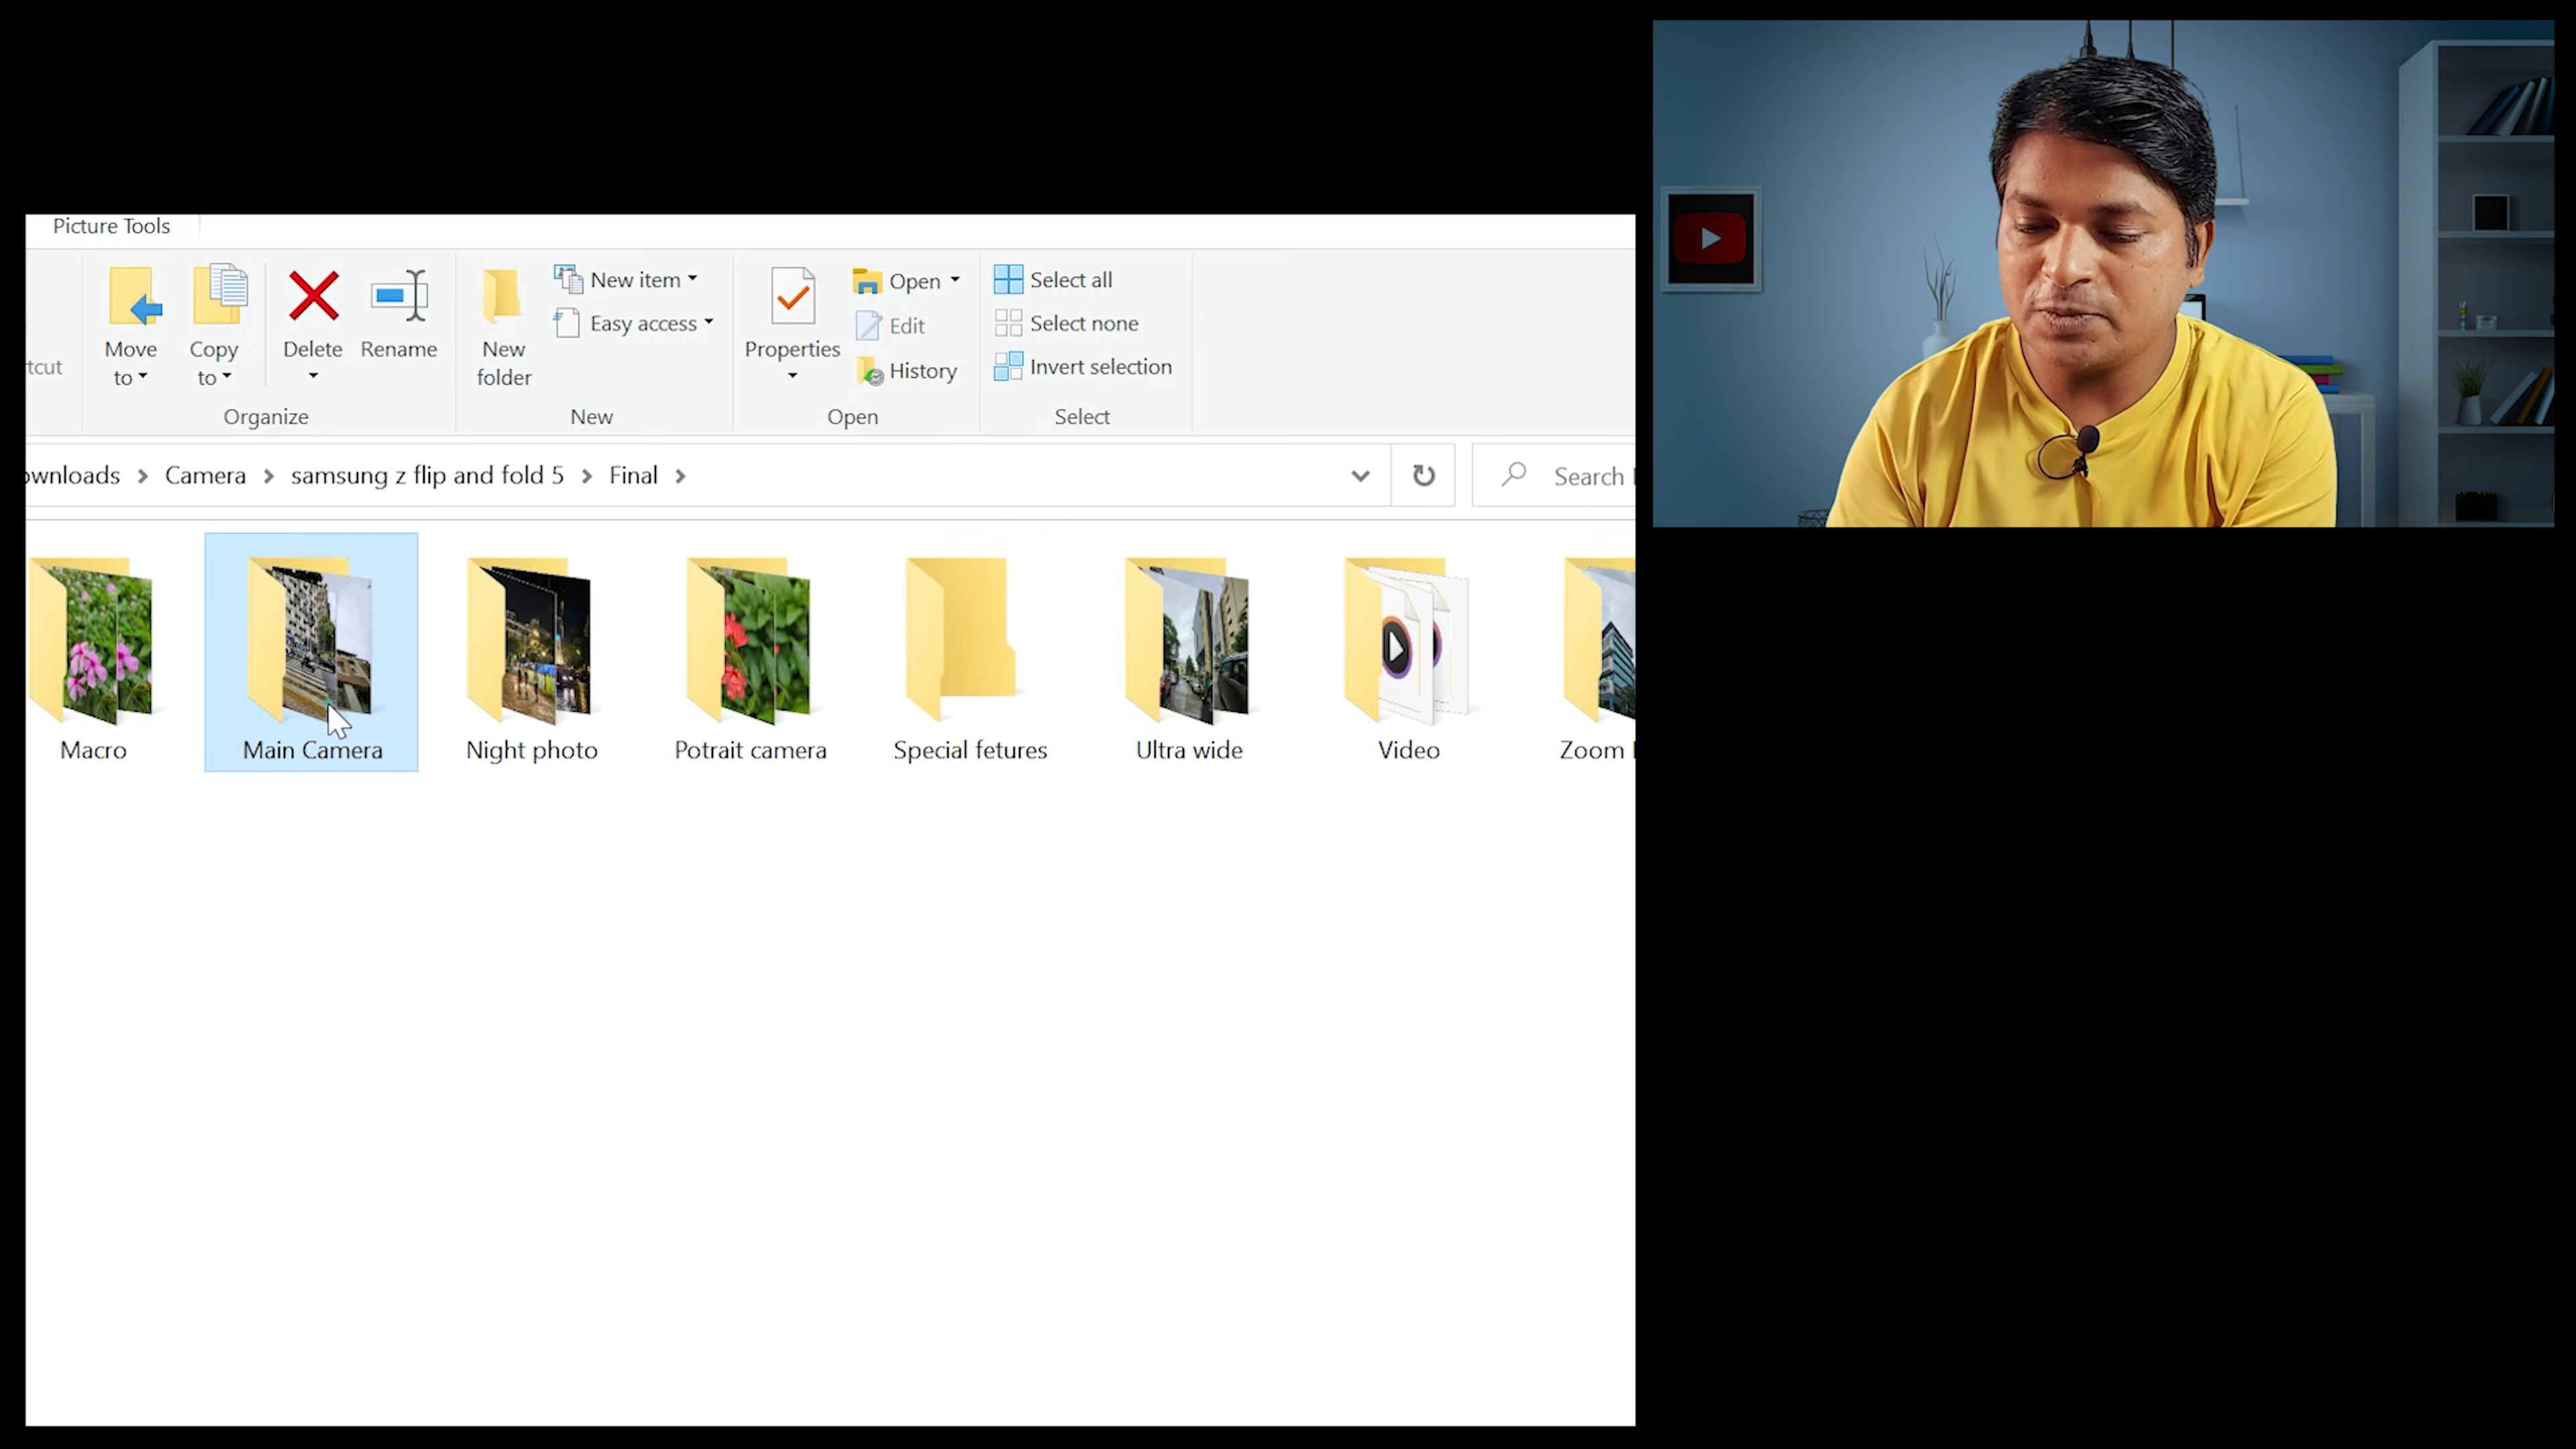 Picture Tools
rtcut
Move to
Copy to
Delete
Rename
Organize
New folder
New item
Easy access
New
Properties
Open
Edit
History
Open
Select all
Select none
Invert selection
Select
ownloads > Camera > samsung z flip and fold 5 > Final >
Search
Macro
Main Camera
Night photo
Potrait camera
Special fetures
Ultra wide
Video
Zoom